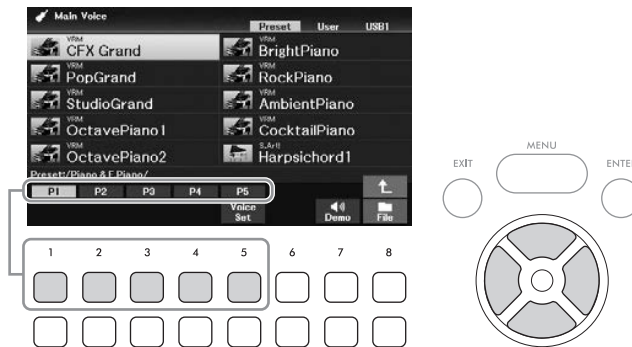 Main Voice
Preset User USB1
VRM CFX Grand
VRM BrightPiano
VRM PopGrand
VRM RockPiano
VRM StudioGrand
VRM AmbientPiano
VRM OctavePiano1
VRM CocktailPiano
VRM OctavePiano2
S.Art! Harpsichord1
Preset:/Piano & E.Piano/
P1 P2 P3 P4 P5
Voice Set
Demo
File
EXIT MENU ENTER
1 2 3 4 5 6 7 8